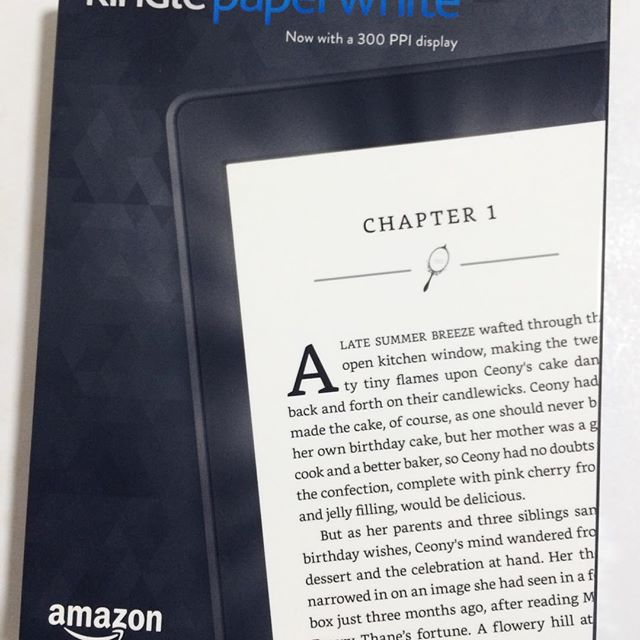 kindle paperwhite
Now with a 300 PPI display
CHAPTER 1
A LATE SUMMER BREEZE wafted through
open kitchen window, making the
ty tiny flames upon Ceony's cake
back and forth on their candlewicks. Ceony had
made the cake, of course, as one should never
her own birthday cake, but her mother was a
cook and a better baker, so Ceony had no doubts
the confection, complete with pink cherry
and jelly filling, would be delicious.
But as her parents and three siblings
birthday wishes, Ceony's mind wandered
dessert and the celebration at hand. Her
narrowed in on an image she had seen in a
box just three months ago, after reading
Thane's fortune. A flowery hill at
amazon